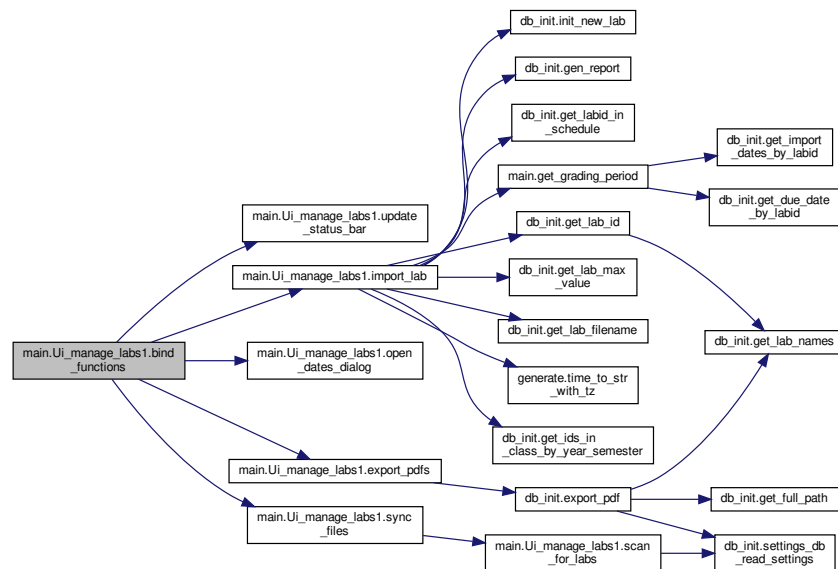 main.Ui_manage_labs1.bind
_functions
main.Ui_manage_labs1.update
_status_bar
main.Ui_manage_labs1.import_lab
main.Ui_manage_labs1.open
_dates_dialog
main.Ui_manage_labs1.export_pdfs
main.Ui_manage_labs1.sync
_files
db_init.init_new_lab
db_init.gen_report
db_init.get_labid_in
_schedule
main.get_grading_period
db_init.get_lab_id
db_init.get_lab_max
_value
db_init.get_lab_filename
generate.time_to_str
_with_tz
db_init.get_ids_in
_class_by_year_semester
db_init.export_pdf
main.Ui_manage_labs1.scan
_for_labs
db_init.get_import
_dates_by_labid
db_init.get_due_date
_by_labid
db_init.get_lab_names
db_init.get_full_path
db_init.settings_db
_read_settings